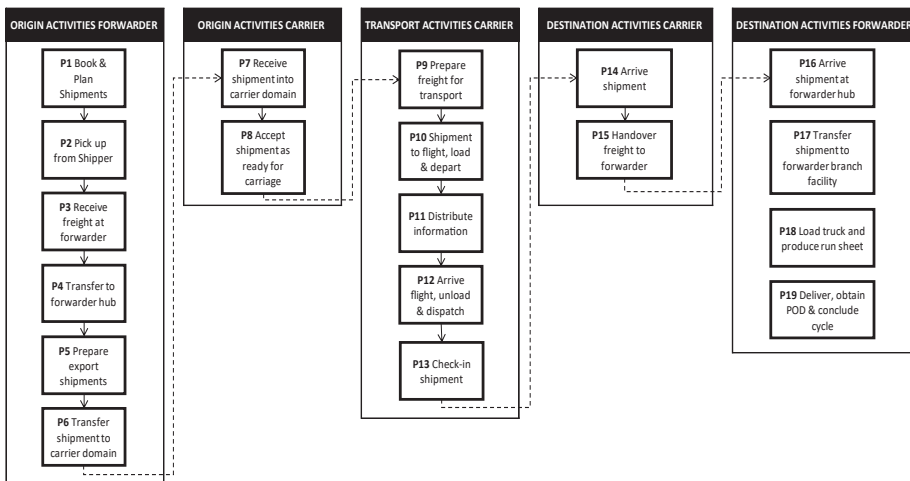 ORIGIN ACTIVITIES FORWARDER
P1 Book &
Plan
Shipments
P2 Pick up
from Shipper
P3 Receive
freight at
forwarder
P4 Transfer to
forwarder hub
P5 Prepare
export
shipments
P6 Transfer
shipment to
carrier domain
ORIGIN ACTIVITIES CARRIER
P7 Receive
shipment into
carrier domain
P8 Accept
shipment as
ready for
carriage
TRANSPORT ACTIVITIES CARRIER
P9 Prepare
freight for
transport
P10 Shipment
to flight, load
& depart
P11 Distribute
information
P12 Arrive
flight, unload
& dispatch
P13 Check-in
shipment
DESTINATION ACTIVITIES CARRIER
P14 Arrive
shipment
P15 Handover
freight to
forwarder
DESTINATION ACTIVITIES FORWARDER
P16 Arrive
shipment at
forwarder hub
P17 Transfer
shipment to
forwarder branch
facility
P18 Load truck and
produce run sheet
P19 Deliver, obtain
POD & conclude
cycle